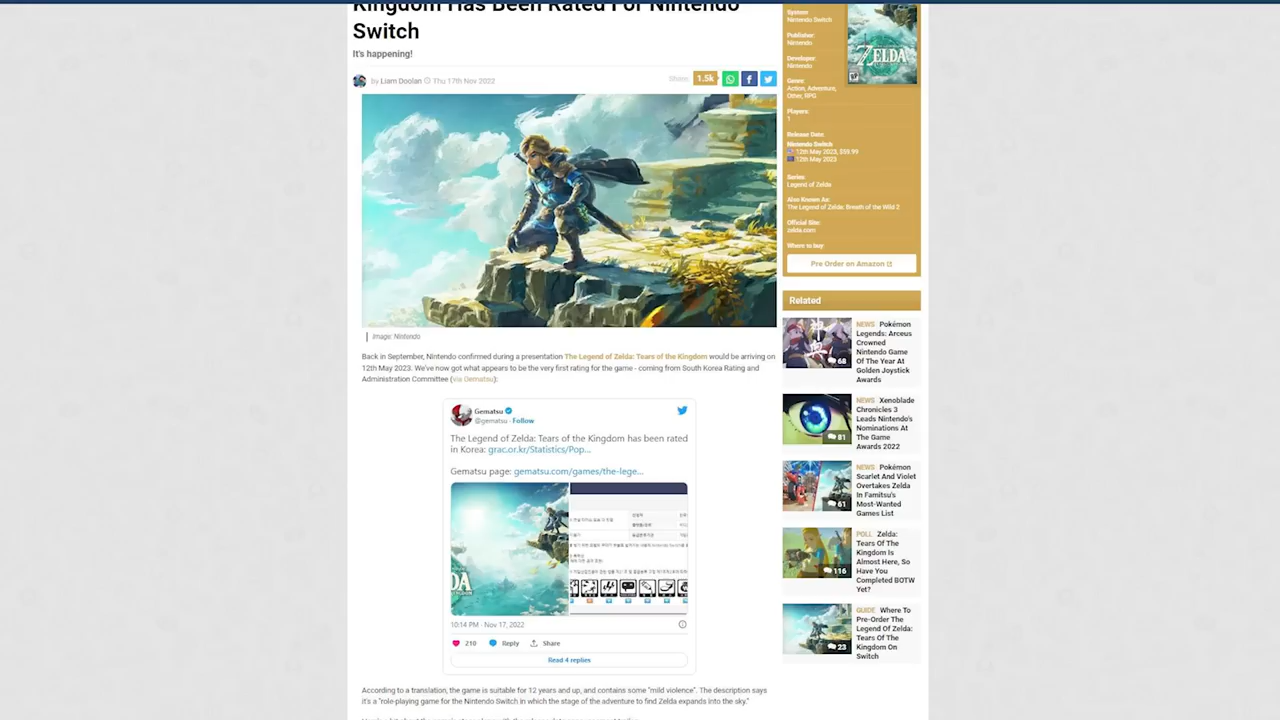 Kingdom Has Been Rated For Nintendo
Switch
It's happening!
by Liam Doolan Thu 17th Nov 2022
Share: 1.5k
Image: Nintendo
Back in September, Nintendo confirmed during a presentation The Legend of Zelda: Tears of the Kingdom would be arriving on
12th May 2023. We've now got what appears to be the very first rating for the game - coming from South Korea Rating and
Administration Committee (via Gematsu):
Gematsu
@gematsu · Follow
The Legend of Zelda: Tears of the Kingdom has been rated
in Korea: grac.or.kr/Statistics/Pop...
Gematsu page: gematsu.com/games/the-lege...
10:14 PM · Nov 17, 2022
210 Reply Share
Read 4 replies
According to a translation, the game is suitable for 12 years and up, and contains some "mild violence". The description says
it's a "role-playing game for the Nintendo Switch in which the stage of the adventure to find Zelda expands into the sky."
System:
Nintendo Switch
Publisher:
Nintendo
Developer:
Nintendo
Genre:
Action, Adventure,
Other, RPG
Players:
1
Release Date:
Nintendo Switch
12th May 2023, $59.99
12th May 2023
Series:
Legend of Zelda
Also Known As:
The Legend of Zelda: Breath of the Wild 2
Official Site:
zelda.com
Where to buy:
Pre Order on Amazon
ZELDA
Related
NEWS Pokémon
Legends: Arceus
Crowned
Nintendo Game
Of The Year At
Golden Joystick
Awards
68
NEWS Xenoblade
Chronicles 3
Leads Nintendo's
Nominations At
The Game
Awards 2022
81
NEWS Pokémon
Scarlet And Violet
Overtakes Zelda
In Famitsu's
Most-Wanted
Games List
61
POLL Zelda:
Tears Of The
Kingdom Is
Almost Here, So
Have You
Completed BOTW
Yet?
116
GUIDE Where To
Pre-Order The
Legend Of Zelda:
Tears Of The
Kingdom On
Switch
23